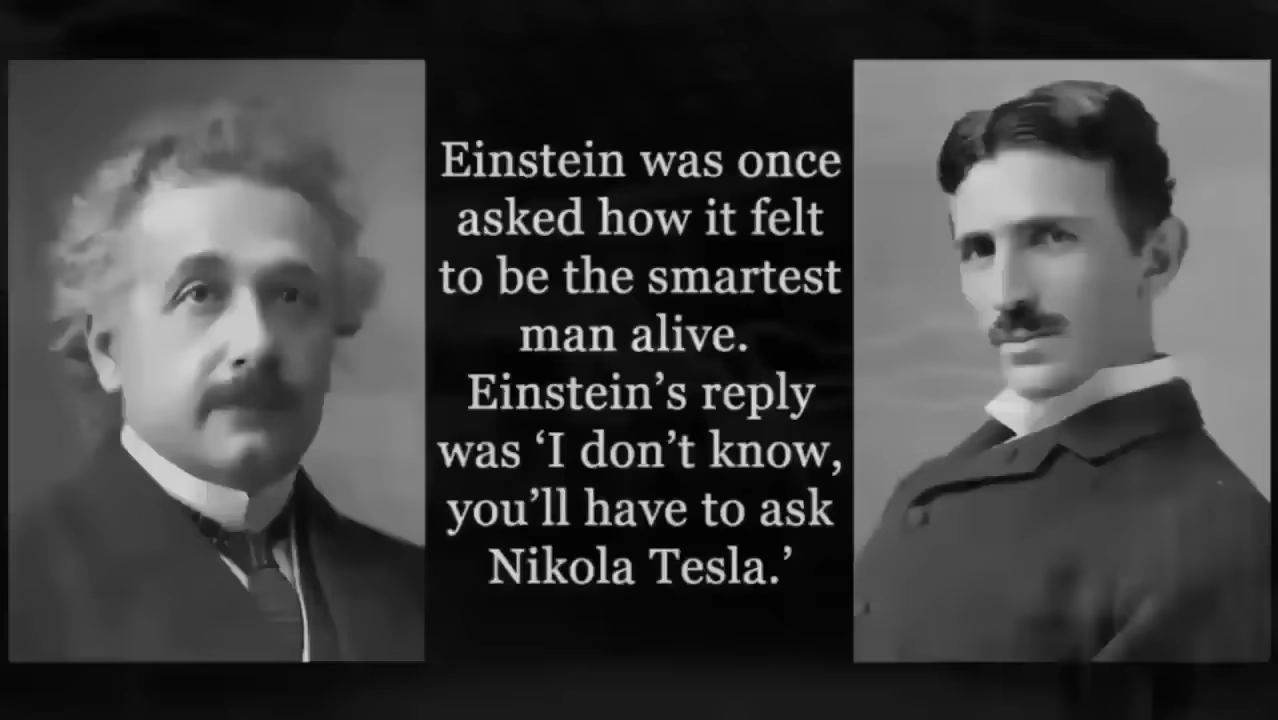 Einstein was once
asked how it felt
to be the smartest
man alive.
Einstein’s reply
was ‘I don’t know,
you’ll have to ask
Nikola Tesla.’